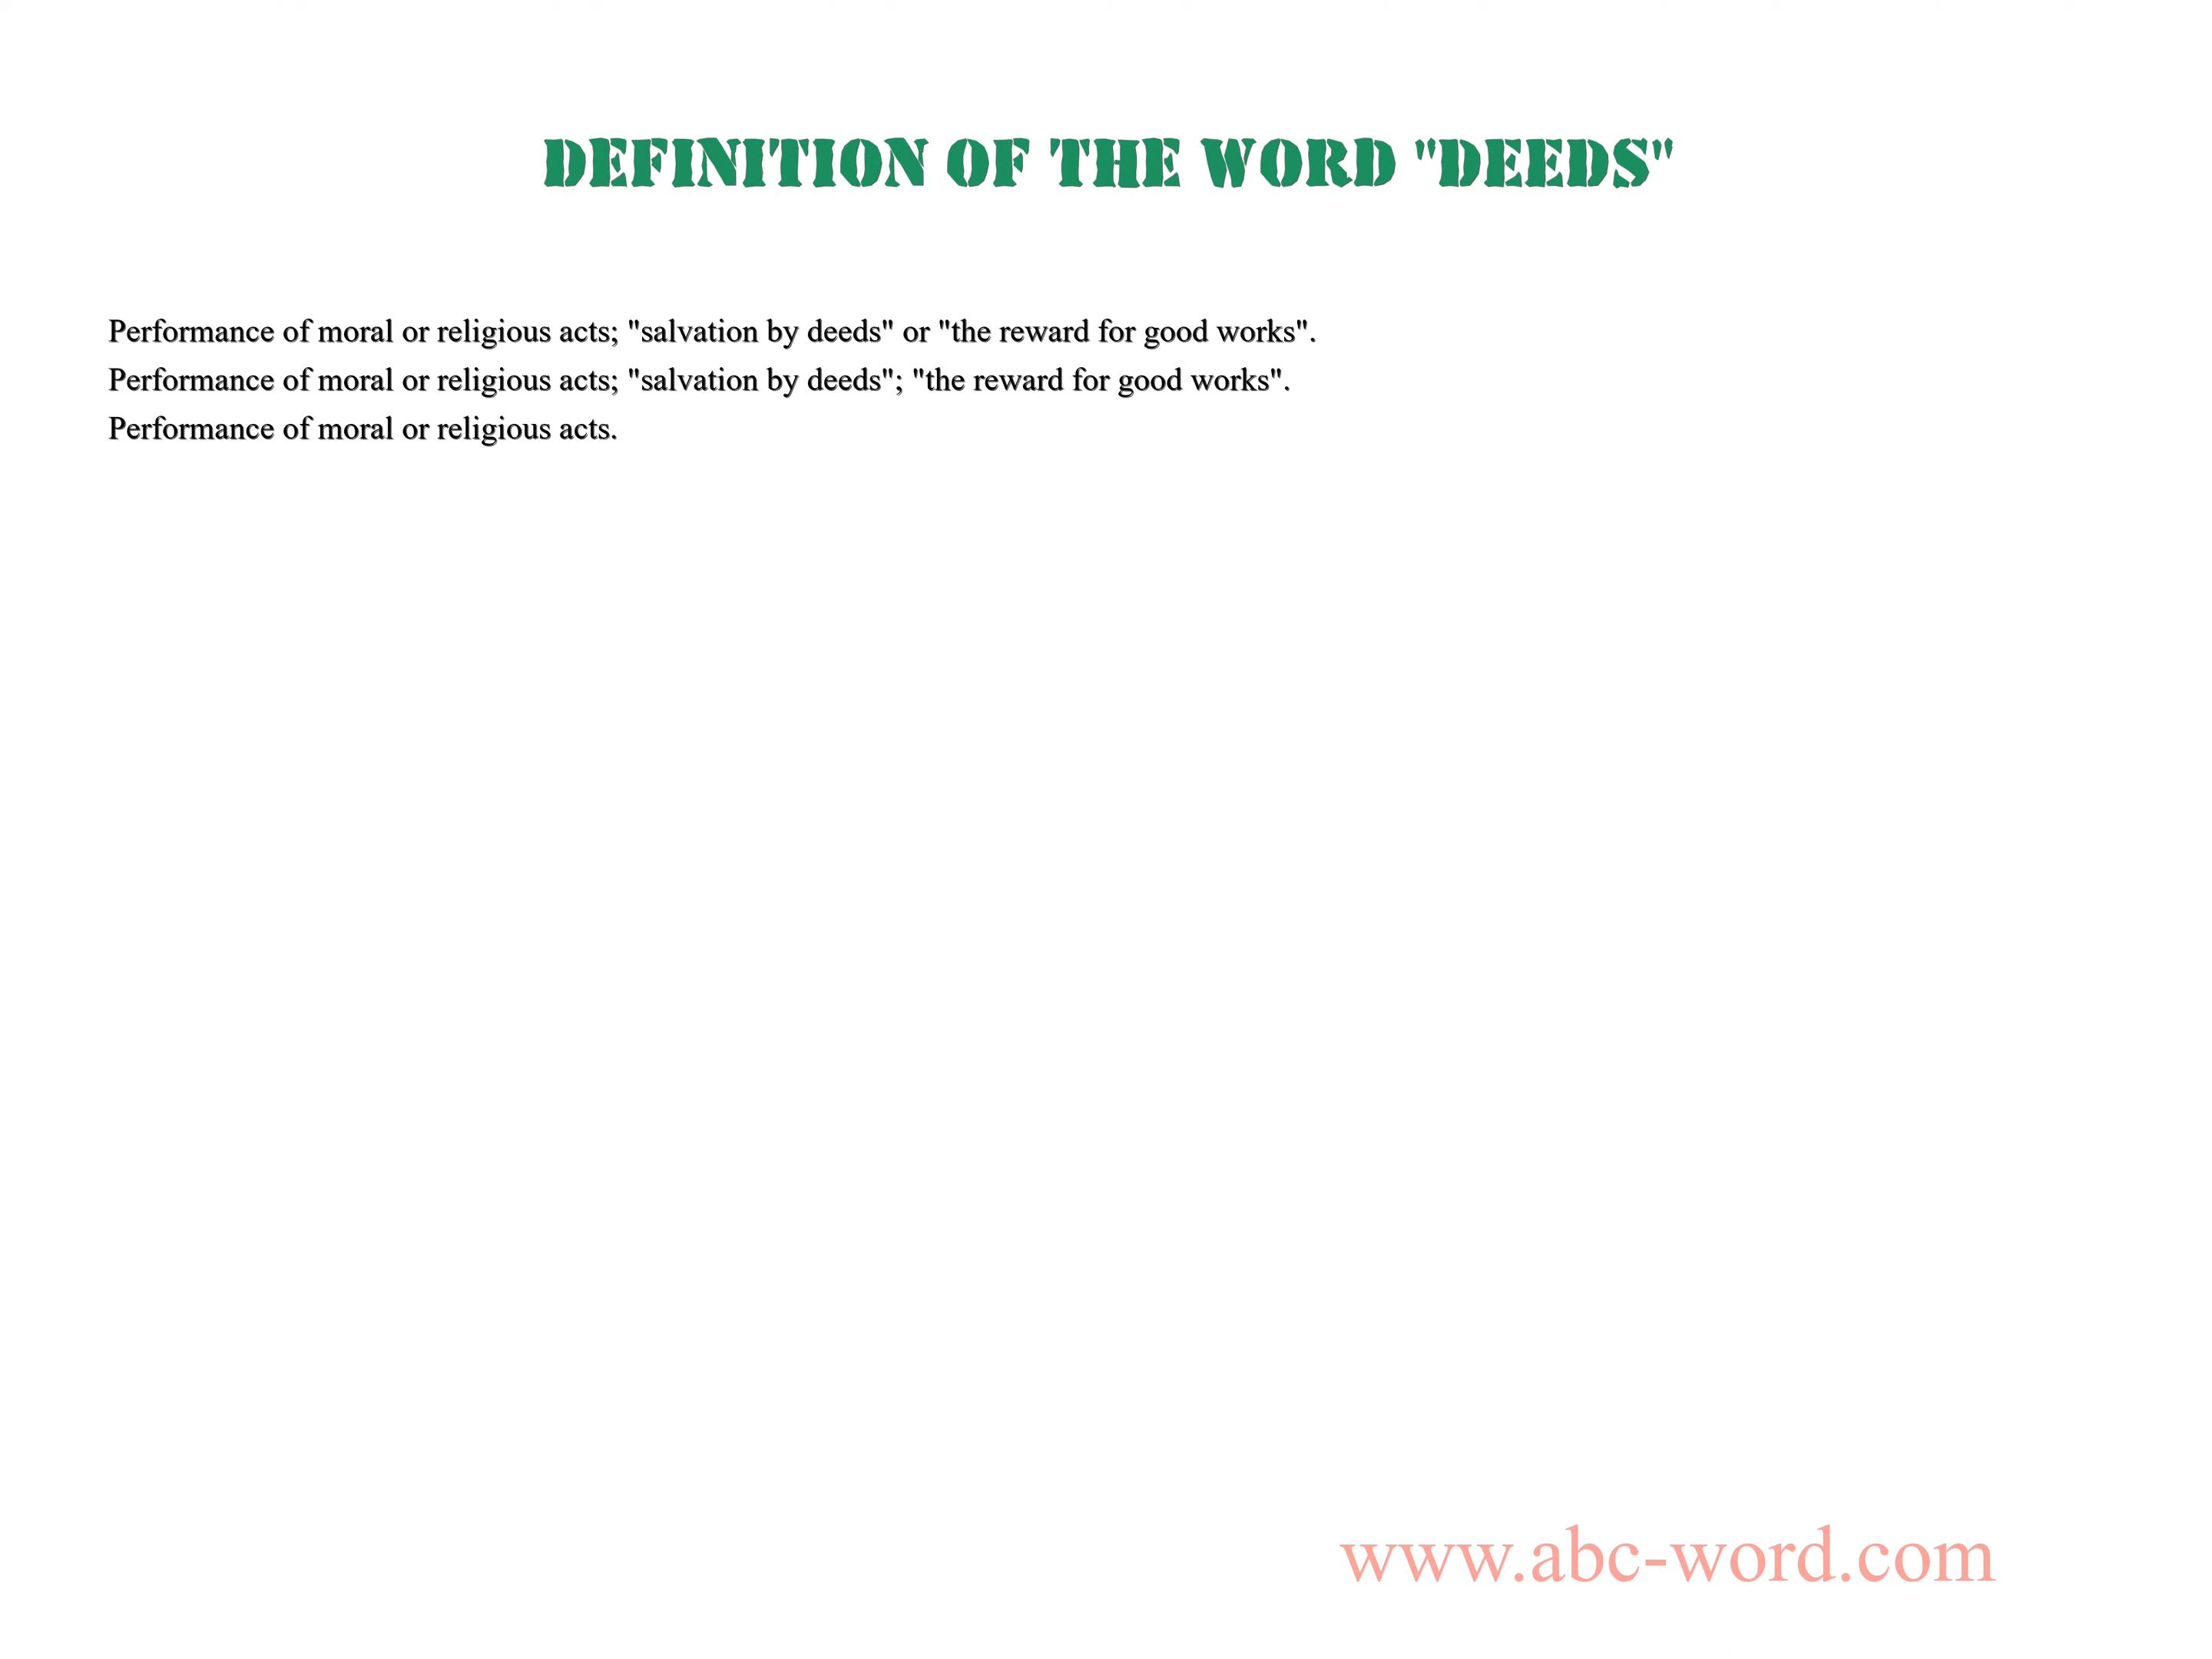 DEFINITION OF THE WORD "DEEDS"
Performance of moral or religious acts; "salvation by deeds" or "the reward for good works".
Performance of moral or religious acts; "salvation by deeds"; "the reward for good works".
Performance of moral or religious acts.
www.abc-word.com